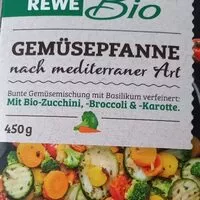 REWE Bio
GEMÜSEPFANNE
nach mediterraner Art
Bunte Gemüsemischung mit Basilikum verfeinert:
Mit Bio-Zucchini, -Broccoli & -Karotte.
450g